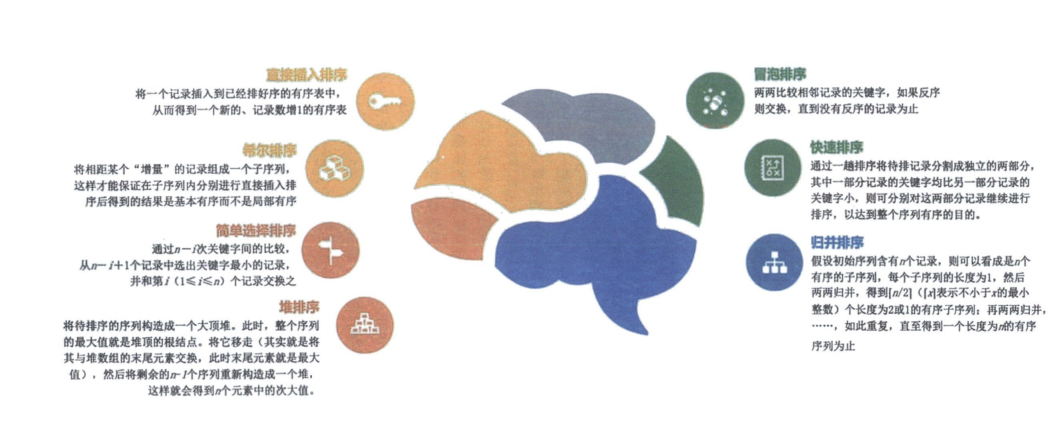 直接插入排序
将一个记录插入到已经排好序的有序表中，
从而得到一个新的、记录数增1的有序表
希尔排序
将相距某个“增量”的记录组成一个子序列，
这样才能保证在子序列内分别进行直接插入排
序后得到的结果是基本有序而不是局部有序
简单选择排序
通过n－i次关键字间的比较，
从n－i＋1个记录中选出关键字最小的记录，
并和第i（1≤i≤n）个记录交换之
堆排序
将待排序的序列构造成一个大顶堆。此时，整个序列
的最大值就是堆顶的根结点。将它移走（其实就是将
其与堆数组的末尾元素交换，此时末尾元素就是最大
值），然后将剩余的n-1个序列重新构造成一个堆，
这样就会得到n个元素中的次大值。
冒泡排序
两两比较相邻记录的关键字，如果反序
则交换，直到没有反序的记录为止
快速排序
通过一趟排序将待排记录分割成独立的两部分，
其中一部分记录的关键字均比另一部分记录的
关键字小，则可分别对这两部分记录继续进行
排序，以达到整个序列有序的目的。
归并排序
假设初始序列含有n个记录，则可以看成是n个
有序的子序列，每个子序列的长度为1，然后
两两归并，得到⌈n/2⌉（⌈x⌉表示不小于x的最小
整数）个长度为2或1的有序子序列；再两两归并，
……，如此重复，直至得到一个长度为n的有序
序列为止